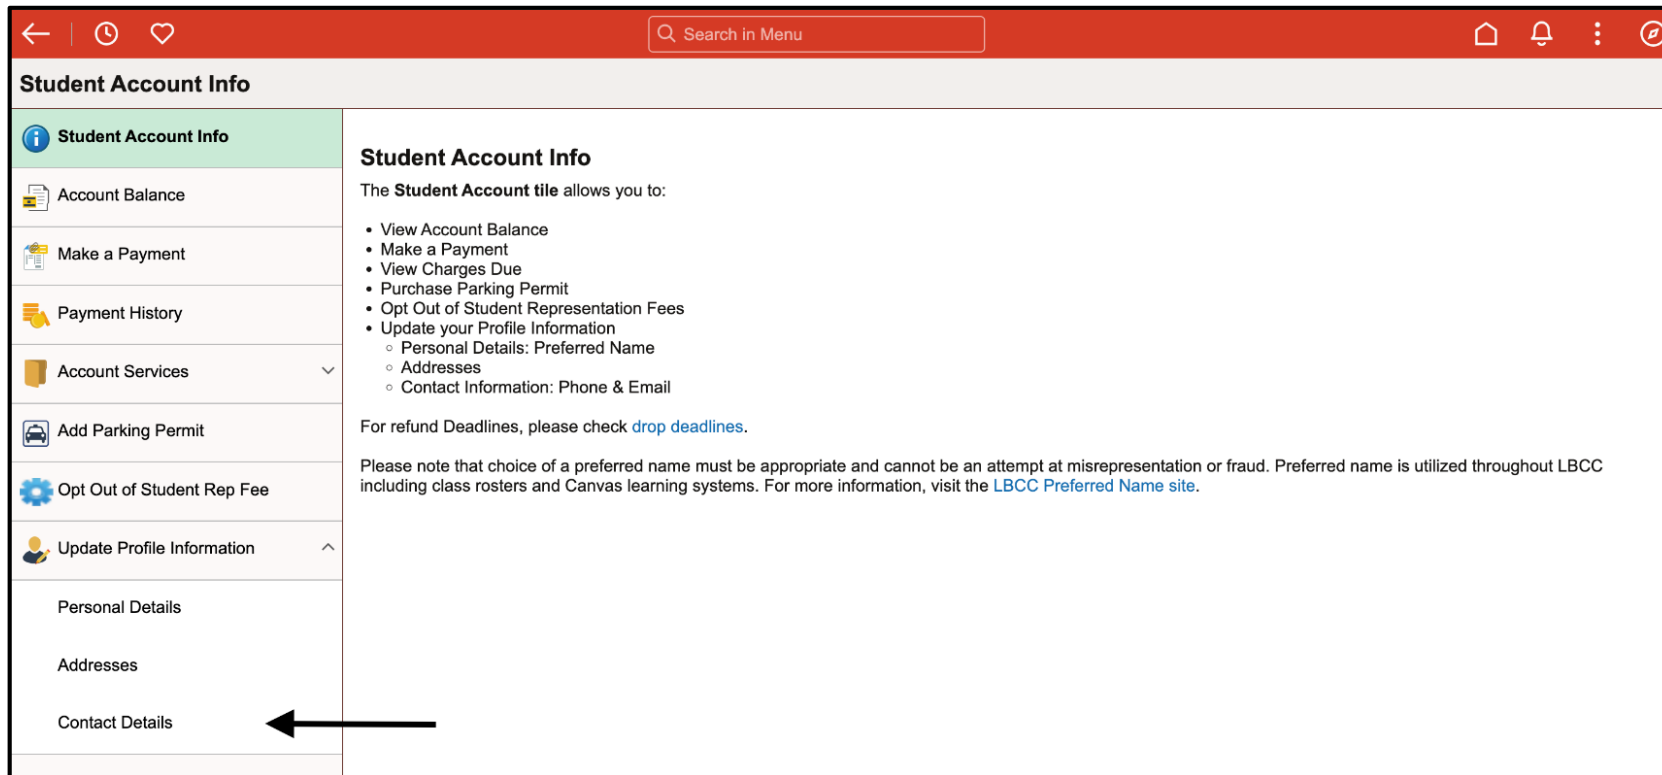 Search in Menu
Student Account Info
Student Account Info
Account Balance
Make a Payment
Payment History
Account Services
Add Parking Permit
Opt Out of Student Rep Fee
Update Profile Information
Personal Details
Addresses
Contact Details
Student Account Info
The Student Account tile allows you to:
• View Account Balance
• Make a Payment
• View Charges Due
• Purchase Parking Permit
• Opt Out of Student Representation Fees
• Update your Profile Information
◦ Personal Details: Preferred Name
◦ Addresses
◦ Contact Information: Phone & Email
For refund Deadlines, please check drop deadlines.
Please note that choice of a preferred name must be appropriate and cannot be an attempt at misrepresentation or fraud. Preferred name is utilized throughout LBCC
including class rosters and Canvas learning systems. For more information, visit the LBCC Preferred Name site.